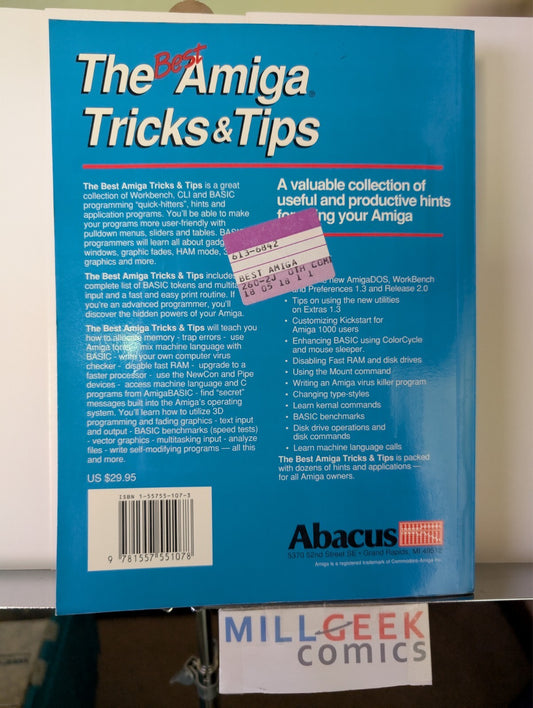 The Best Amiga®
Tricks & Tips
The Best Amiga Tricks & Tips is a great
collection of Workbench, CLI and BASIC
programming "quick-hitters", hints and
application programs. You'll be able to make
your programs more user-friendly with
pulldown menus, sliders and tables. BASIC
programmers will learn all about gad
windows, graphic fades, HAM mode, 3
graphics and more.
The Best Amiga Tricks & Tips includes
complete list of BASIC tokens and multita
input and a fast and easy print routine. If
you're an advanced programmer, you'll
discover the hidden powers of your Amiga.
The Best Amiga Tricks & Tips will teach you
how to allocate memory - trap errors - use
Amiga fonts - mix machine language with
BASIC - write your own computer virus
checker - disable fast RAM - upgrade to a
faster processor - use the NewCon and Pipe
devices - access machine language and C
programs from AmigaBASIC - find "secret"
messages built into the Amiga's operating
system. You'll learn how to utilize 3D
programming and fading graphics - text input
and output - BASIC benchmarks (speed tests)
- vector graphics - multitasking input - analyze
files - write self-modifying programs — all this
and more.
US $29.95
ISBN 1-55755-107-3
9 781557 551078
A valuable collection of
useful and productive hints
for using your Amiga
613-6842
BEST AMIGA
260-2J OTH COM
18 05 18 1 1
new AmigaDOS, WorkBench
and Preferences 1.3 and Release 2.0
• Tips on using the new utilities
on Extras 1.3
• Customizing Kickstart for
Amiga 1000 users
• Enhancing BASIC using ColorCycle
and mouse sleeper.
• Disabling Fast RAM and disk drives
• Using the Mount command
• Writing an Amiga virus killer program
• Changing type-styles
• Learn kernal commands
• BASIC benchmarks
• Disk drive operations and
disk commands
• Learn machine language calls
The Best Amiga Tricks & Tips is packed
with dozens of hints and applications —
for all Amiga owners.
Abacus
5370 52nd Street SE • Grand Rapids, MI 49512
Amiga is a registered trademark of Commodore-Amiga Inc.
MILLGEEK
comics